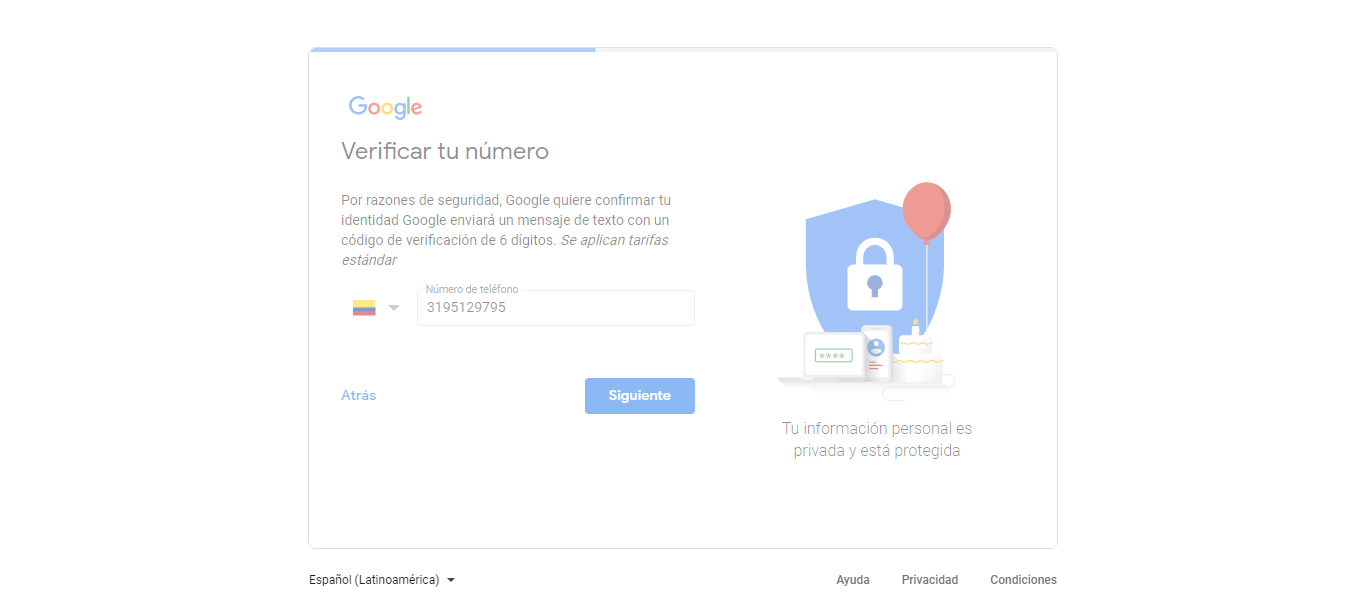 Google
Verificar tu número
Por razones de seguridad, Google quiere confirmar tu
identidad Google enviará un mensaje de texto con un
código de verificación de 6 dígitos. Se aplican tarifas
estándar
Número de teléfono
3195129795
Atrás
Siguiente
****
Tu información personal es
privada y está protegida
Español (Latinoamérica)
Ayuda Privacidad Condiciones